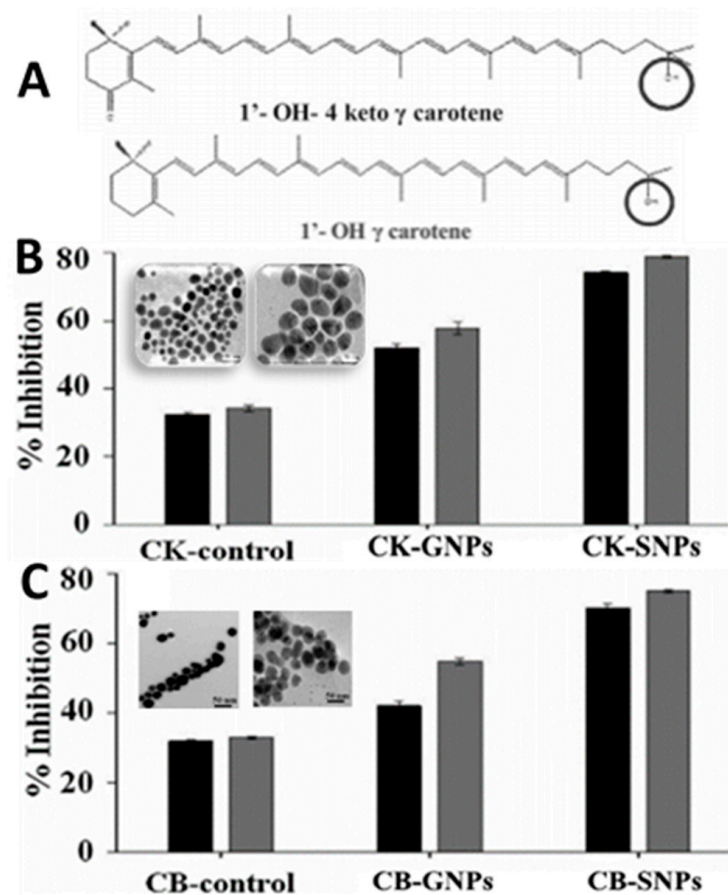 A
1'- OH- 4 keto γ carotene
1'- OH γ carotene
B
% Inhibition
80
60
40
20
0
CK-control
CK-GNPs
CK-SNPs
C
% Inhibition
80
60
40
20
0
CB-control
CB-GNPs
CB-SNPs